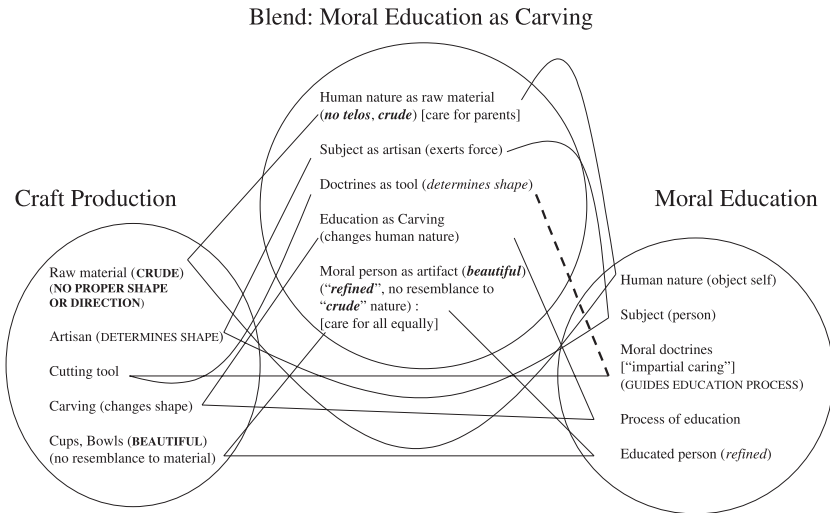 Blend: Moral Education as Carving
Human nature as raw material
(no telos, crude) [care for parents]
Subject as artisan (exerts force)
Doctrines as tool (determines shape)
Education as Carving
(changes human nature)
Moral person as artifact (beautiful)
(“refined”, no resemblance to
“crude” nature) :
[care for all equally]
Craft Production
Raw material (CRUDE)
(NO PROPER SHAPE
OR DIRECTION)
Artisan (DETERMINES SHAPE)
Cutting tool
Carving (changes shape)
Cups, Bowls (BEAUTIFUL)
(no resemblance to material)
Moral Education
Human nature (object self)
Subject (person)
Moral doctrines
[“impartial caring”]
(GUIDES EDUCATION PROCESS)
Process of education
Educated person (refined)